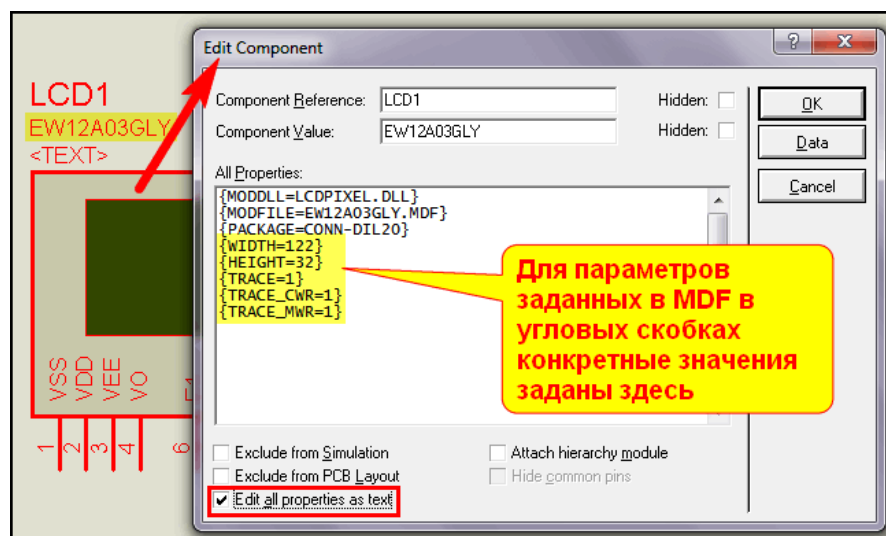 Edit Component
LCD1
EW12A03GLY
<TEXT>
VSS
VDD
VEE
VO
1
2
3
4
6
Component Reference: LCD1 Hidden:
Component Value: EW12A03GLY Hidden:
All Properties:
{MODDLL=LCDPIXEL.DLL}
{MODFILE=EW12A03GLY.MDF}
{PACKAGE=CONN-DIL20}
{WIDTH=122}
{HEIGHT=32}
{TRACE=1}
{TRACE_CWR=1}
{TRACE_MWR=1}
Для параметров
заданных в MDF в
угловых скобках
конкретные значения
заданы здесь
Exclude from Simulation
Attach hierarchy module
Exclude from PCB Layout
Hide common pins
Edit all properties as text
?
X
OK
Data
Cancel